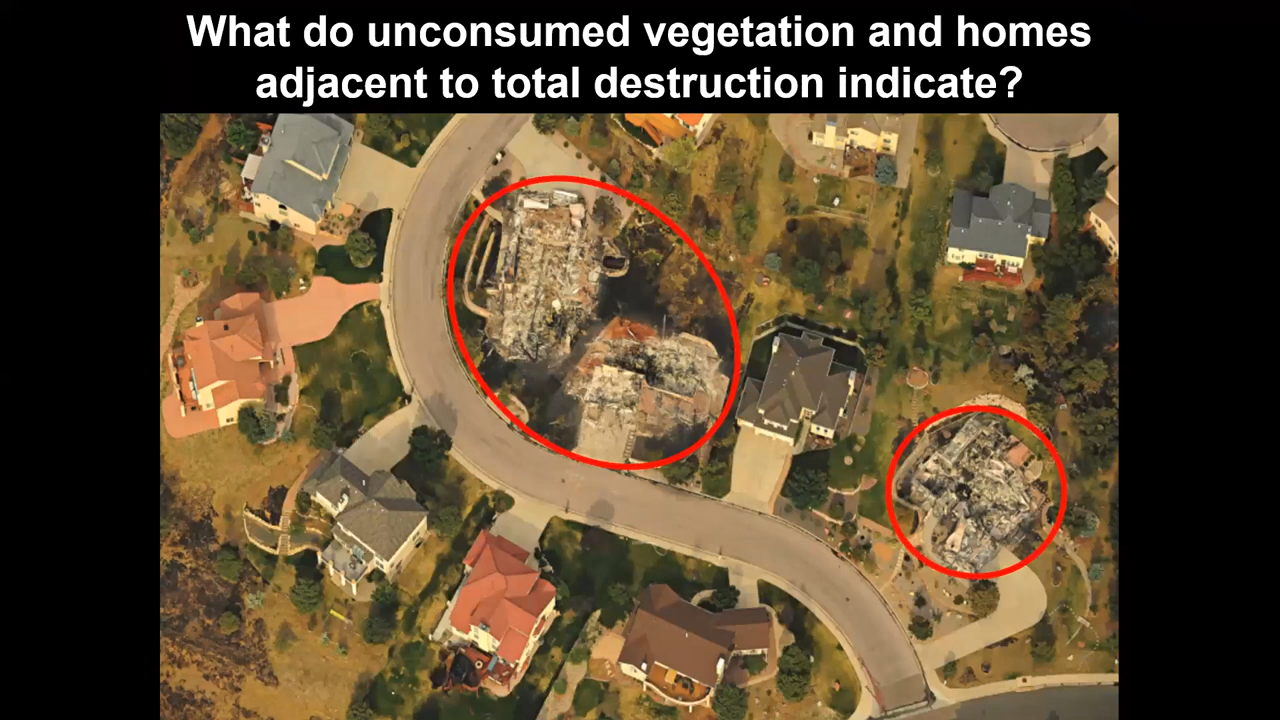 What do unconsumed vegetation and homes
adjacent to total destruction indicate?